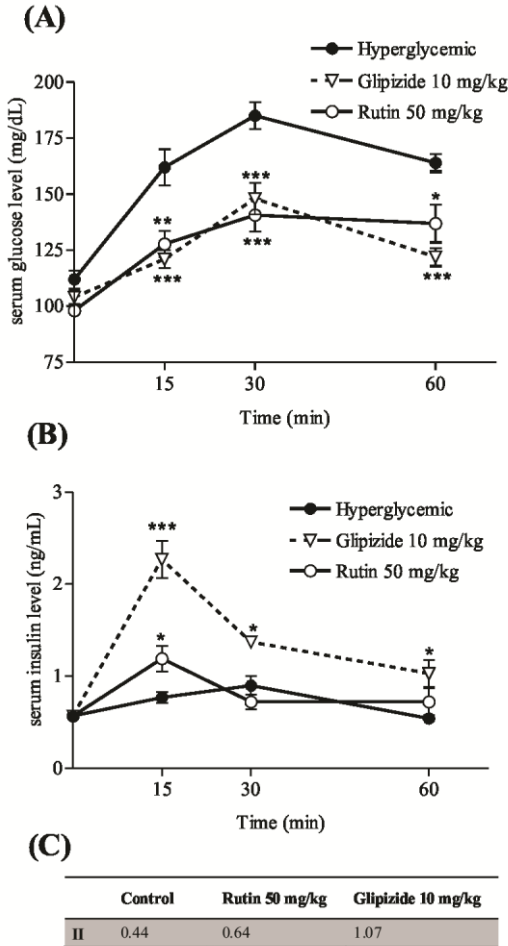 (A)
Hyperglycemic
Glipizide 10 mg/kg
Rutin 50 mg/kg
serum glucose level (mg/dL)
200
175
150
125
100
75
***
**
*
***
***
***
15
30
60
Time (min)
(B)
Hyperglycemic
Glipizide 10 mg/kg
Rutin 50 mg/kg
serum insulin level (ng/mL)
3
2
1
0
***
*
*
*
15
30
60
Time (min)
(C)
Control Rutin 50 mg/kg Glipizide 10 mg/kg
II 0.44 0.64 1.07